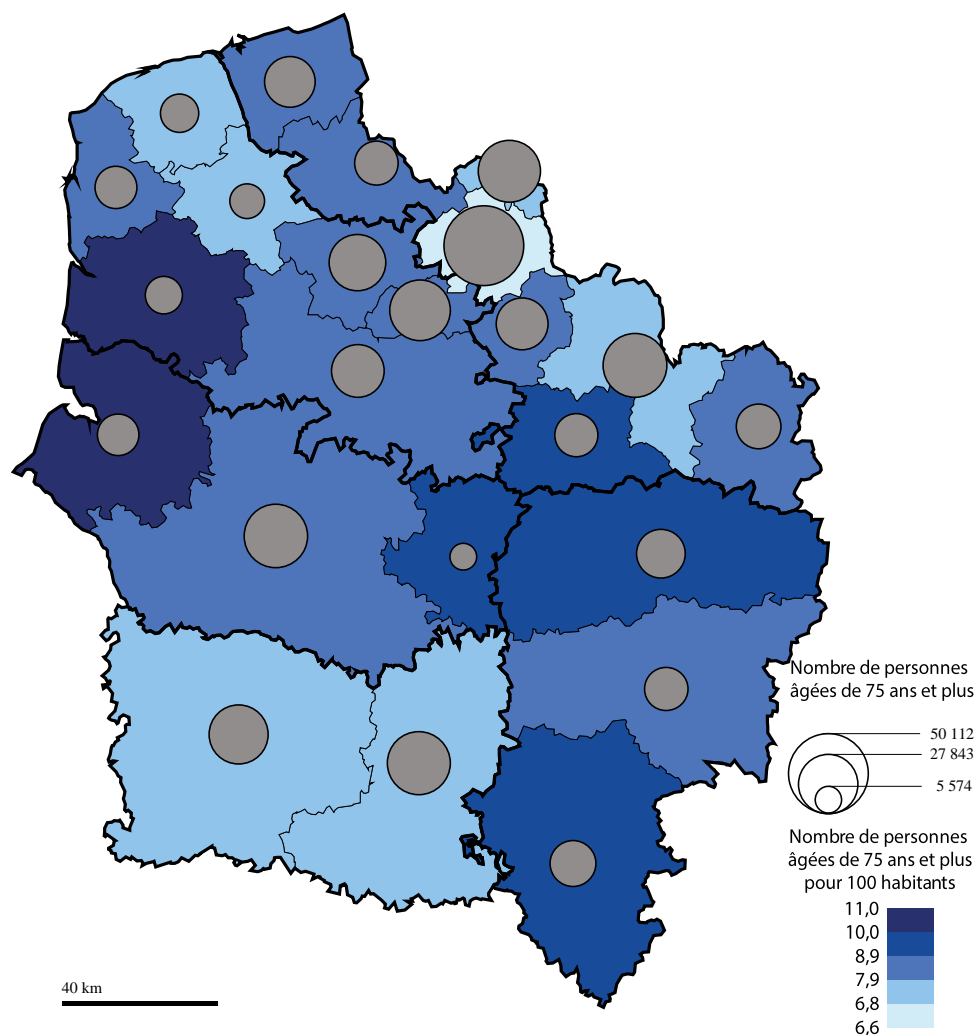 Nombre de personnes
âgées de 75 ans et plus
50 112
27 843
5 574
Nombre de personnes
âgées de 75 ans et plus
pour 100 habitants
11,0
10,0
8,9
7,9
6,8
6,6
40 km